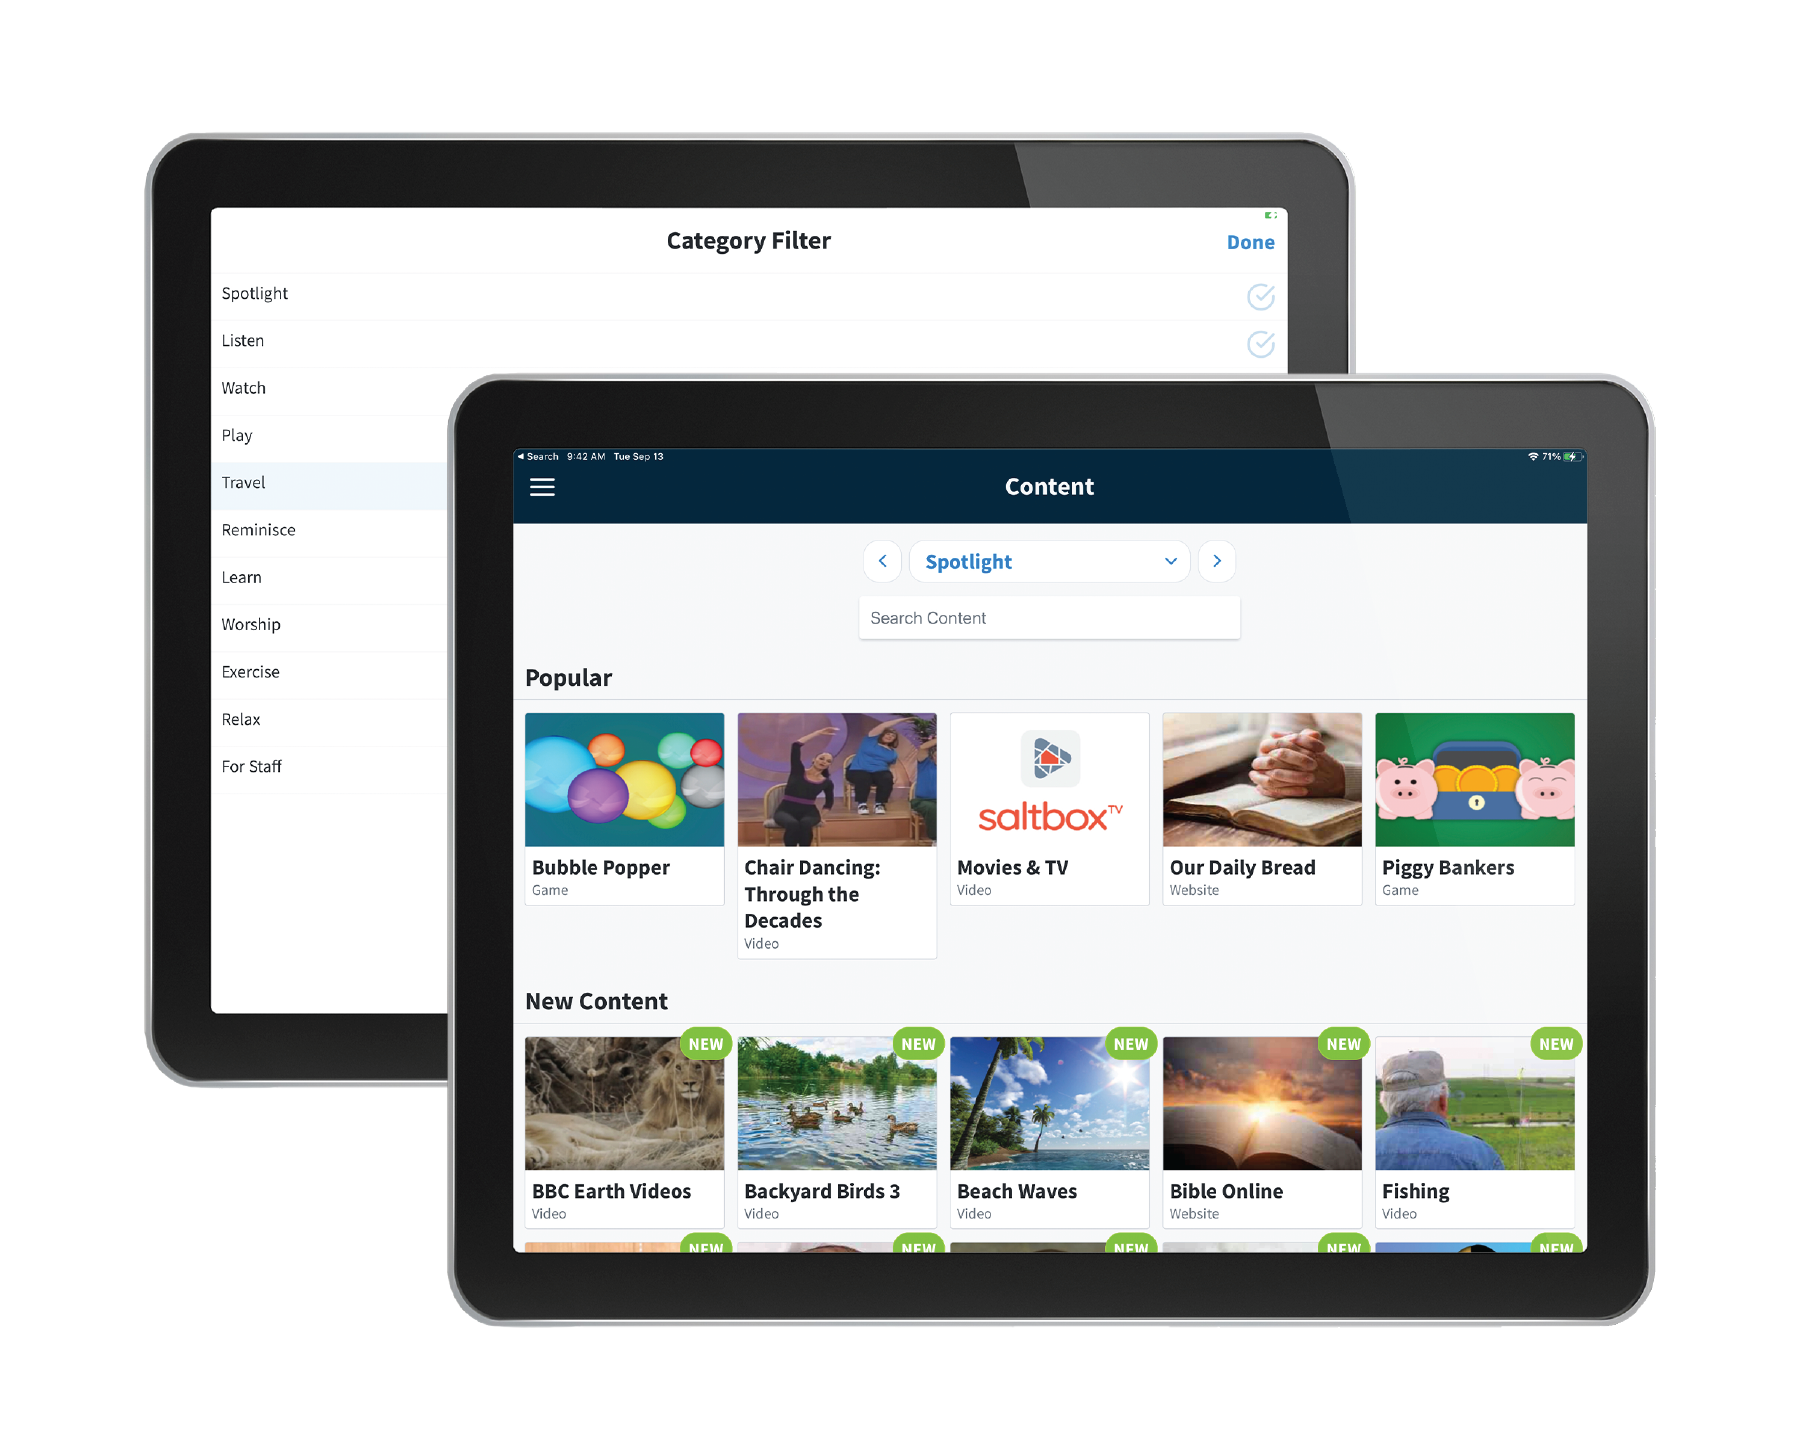 Category Filter
Done
Spotlight
Listen
Watch
Play
Travel
Reminisce
Learn
Worship
Exercise
Relax
For Staff
Search 9:42 AM Tue Sep 13
71%
Content
Spotlight
Search Content
Popular
saltbox TV
Bubble Popper
Game
Chair Dancing:
Through the
Decades
Video
Movies & TV
Video
Our Daily Bread
Website
Piggy Bankers
Game
New Content
NEW
NEW
NEW
NEW
NEW
BBC Earth Videos
Video
Backyard Birds 3
Video
Beach Waves
Video
Bible Online
Website
Fishing
Video
NEW
NEW
NEW
NEW
NEW